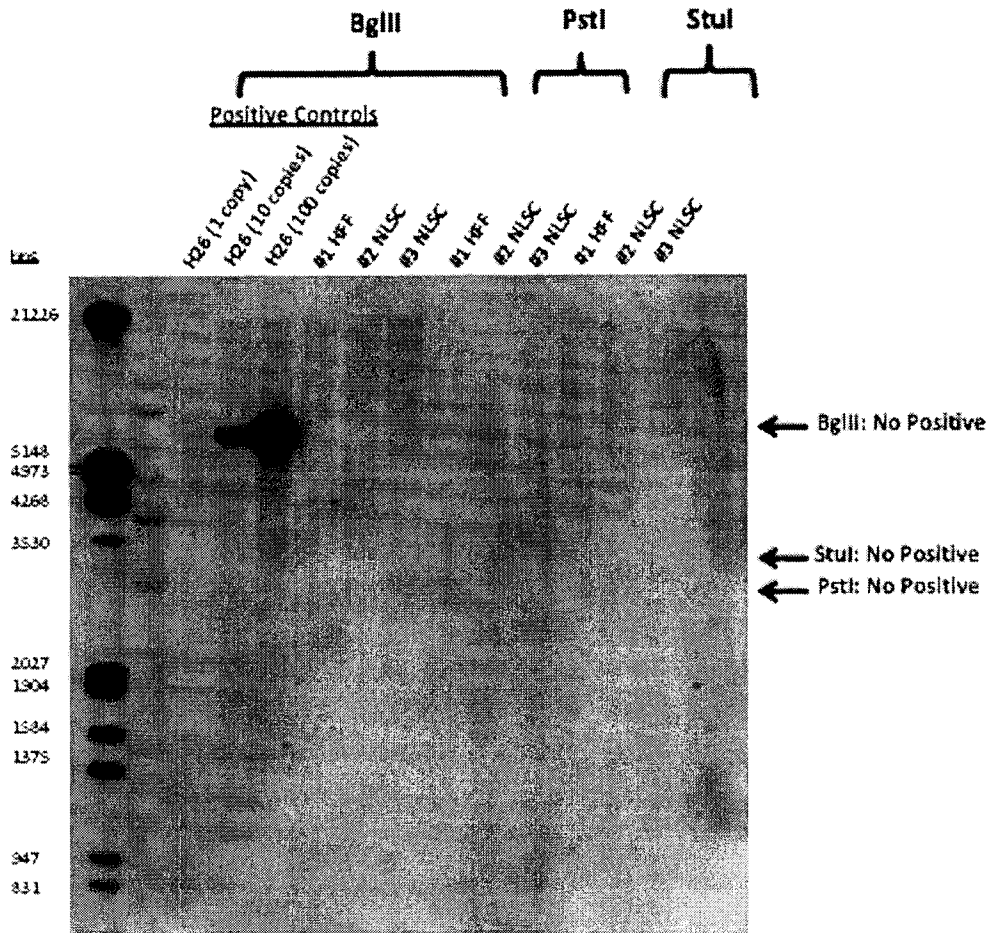 BglII PstI StuI
Positive Controls
H26 (1 copy)
H26 (10 copies)
H26 (100 copies)
#1 HFF
#2 NLSC
#3 NLSC
#1 HFF
#2 NLSC
#3 NLSC
#1 HFF
#2 NLSC
#3 NLSC
21226
5148
4973
4268
3530
2027
1904
1584
1375
947
831
BglII: No Positive
StuI: No Positive
PstI: No Positive